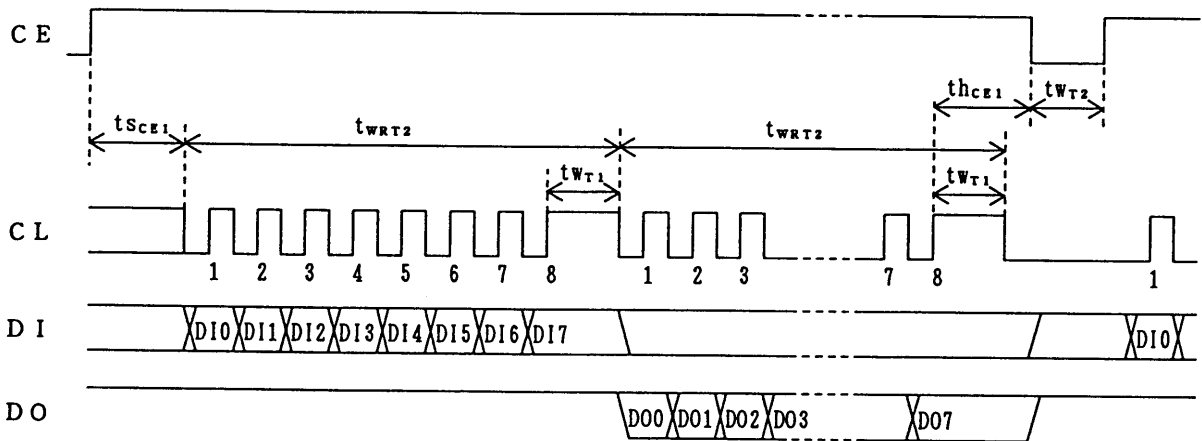 CE
thCE1 tWT2
tSCE1 tWRT2 tWRT2
tWT1 tWT1
CL
1 2 3 4 5 6 7 8 1 2 3 7 8 1
DI DI0 DI1 DI2 DI3 DI4 DI5 DI6 DI7 DI0
DO DO0 DO1 DO2 DO3 DO7